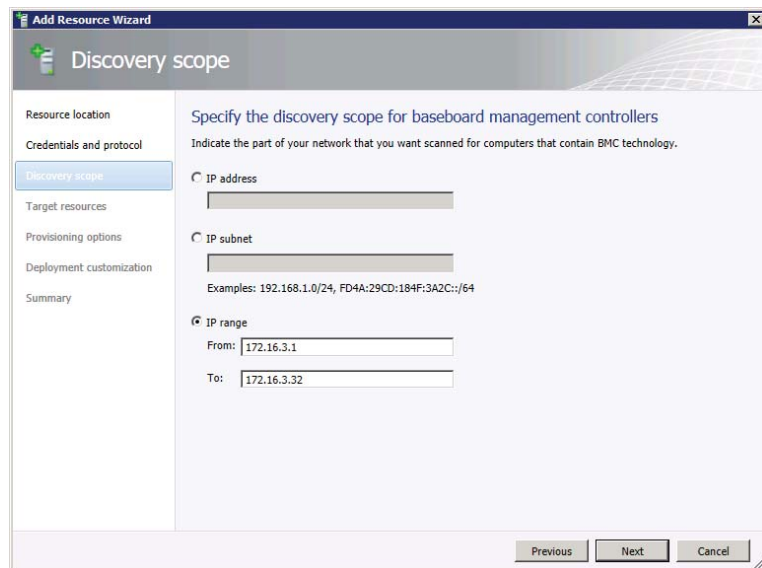 Add Resource Wizard
Discovery scope
Resource location
Credentials and protocol
Discovery scope
Target resources
Provisioning options
Deployment customization
Summary
Specify the discovery scope for baseboard management controllers
Indicate the part of your network that you want scanned for computers that contain BMC technology.
IP address
IP subnet
Examples: 192.168.1.0/24, FD4A:29CD:184F:3A2C::/64
IP range
From: 172.16.3.1
To: 172.16.3.32
Previous Next Cancel